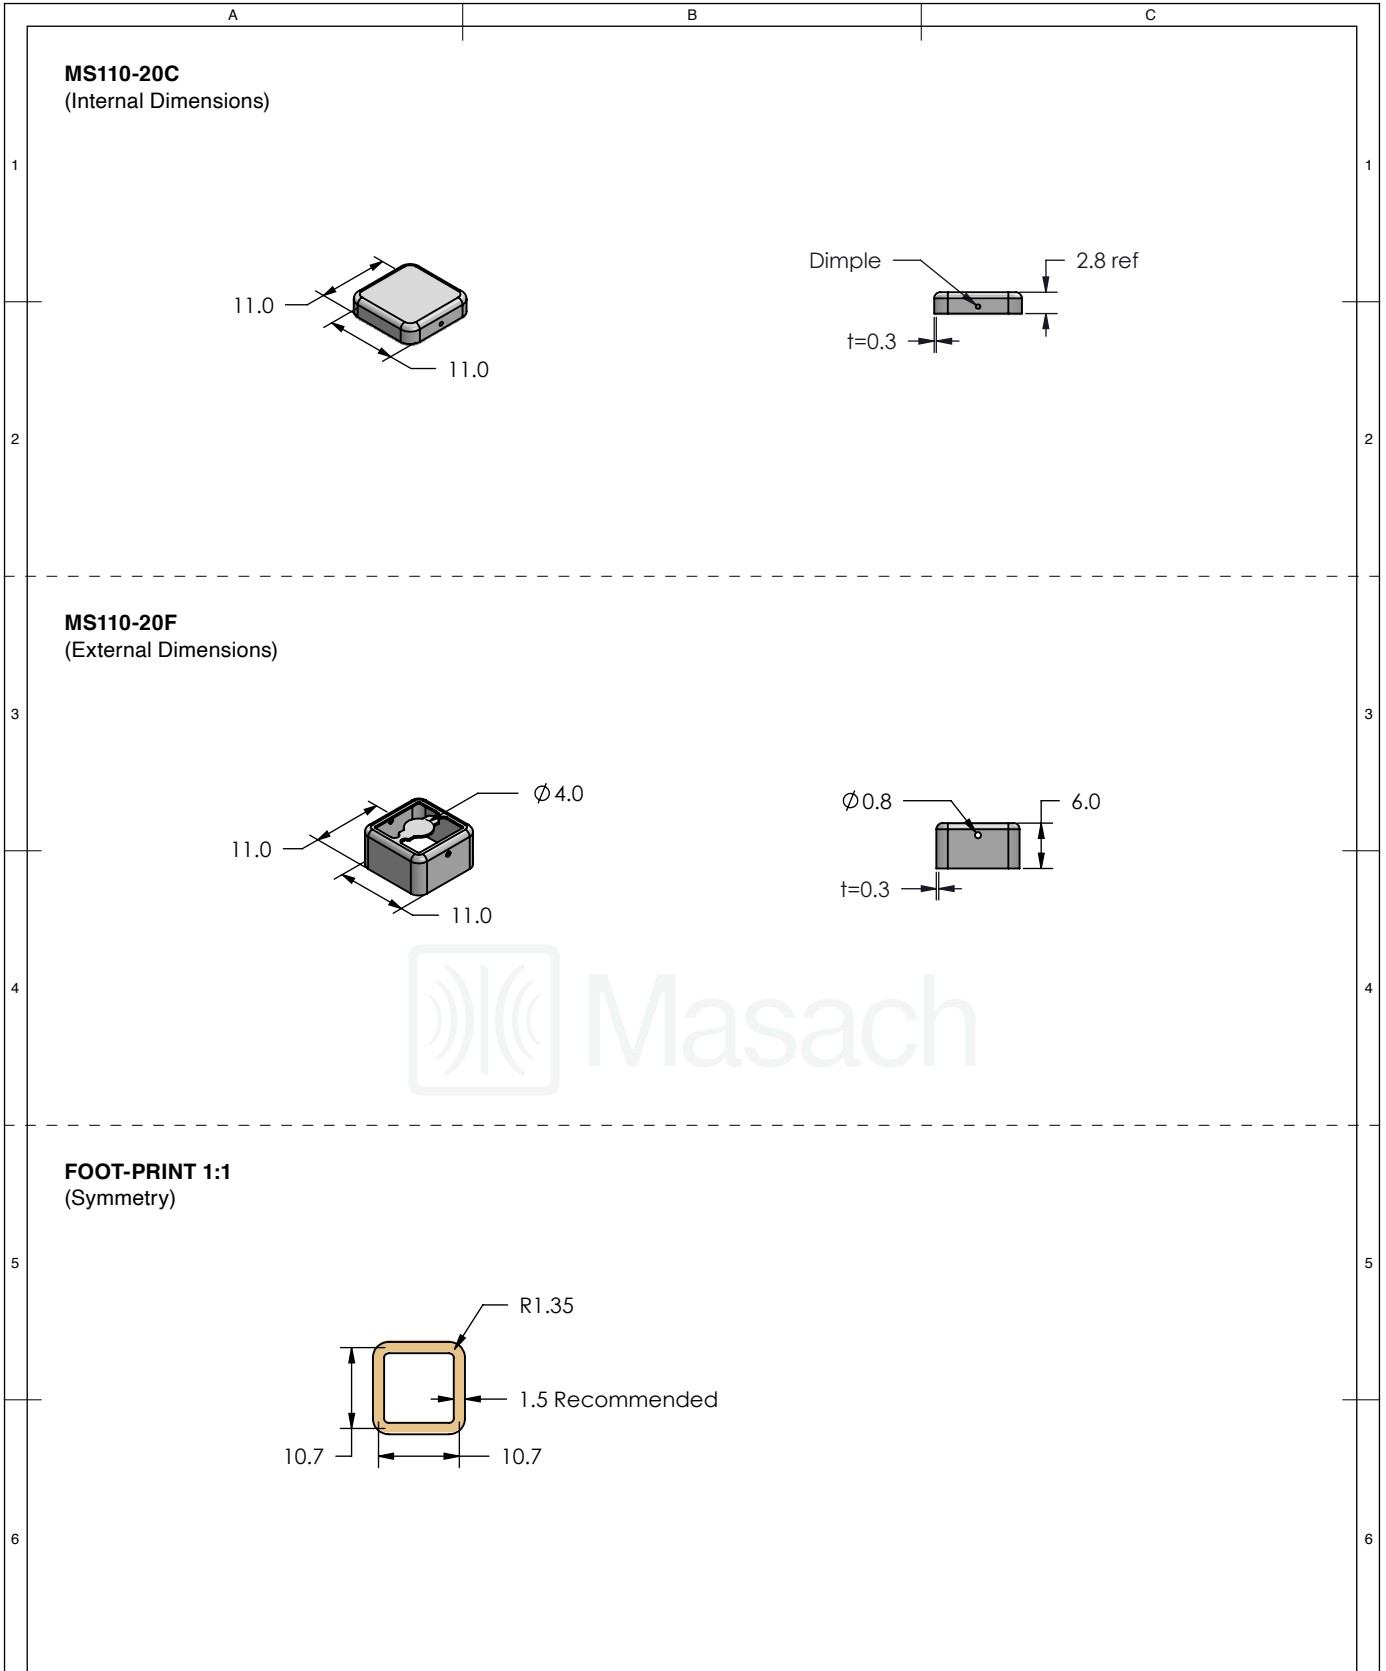 A B C
MS110-20C
(Internal Dimensions)
1 1
Dimple 2.8 ref
11.0
t=0.3
11.0
2 2
MS110-20F
(External Dimensions)
3 3
∅4.0 ∅0.8 6.0
11.0
t=0.3
11.0
Masach
4 4
FOOT-PRINT 1:1
(Symmetry)
5 5
R1.35
1.5 Recommended
10.7 10.7
6 6